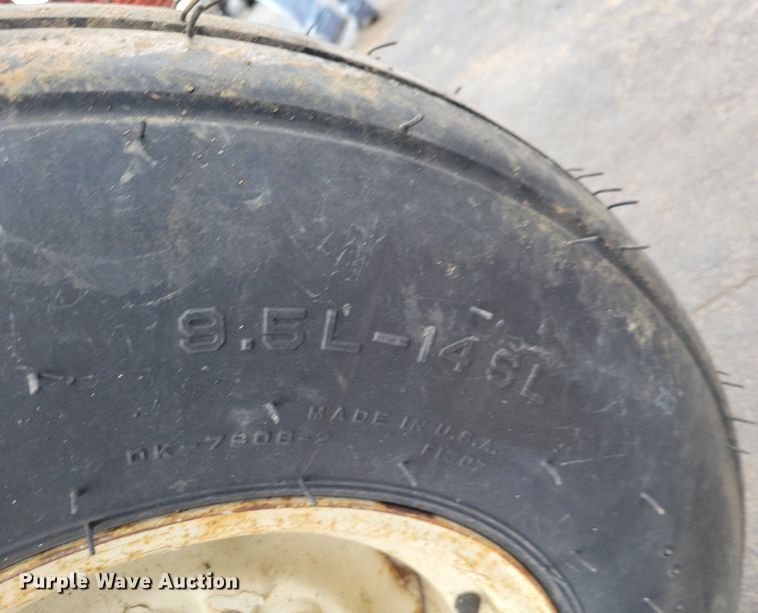 9.5L-14SL
MADE IN U.S.A.
Purple Wave Auction®